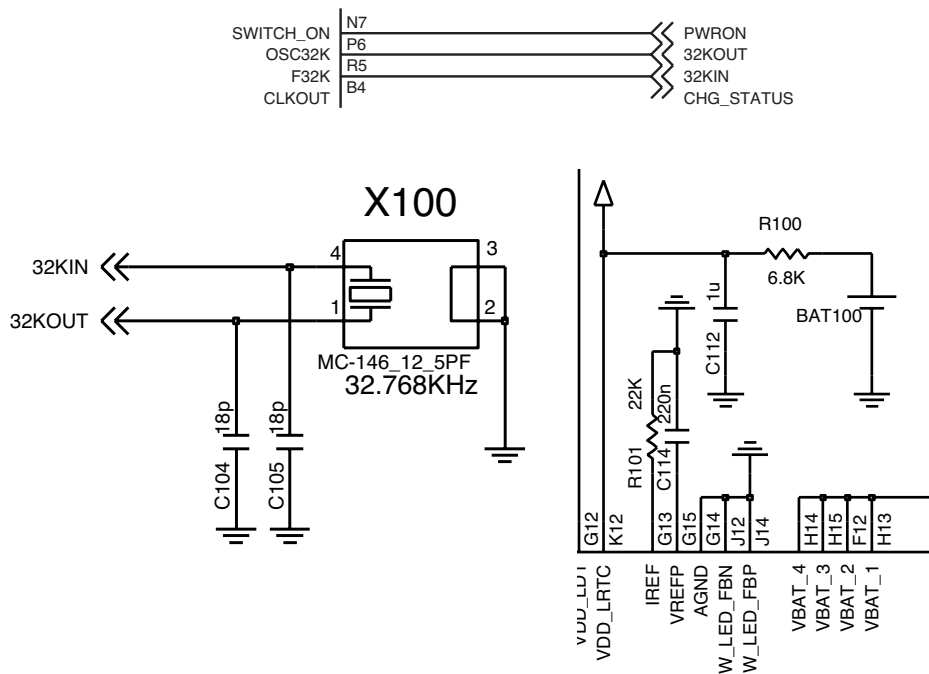 SWITCH_ON N7 PWRON
OSC32K P6 32KOUT
F32K R5 32KIN
CLKOUT B4 CHG_STATUS
X100
32KIN 4 3
32KOUT 1 2
MC-146_12_5PF
32.768KHz
18p
C104
18p
C105
R100
6.8K
BAT100
1u
C112
22K
R101
220n
C114
G12
K12
G13
G15
G14
J12
J14
H14
H15
F12
H13
VDD_LRTC
IREF
VREFP
AGND
W_LED_FBN
W_LED_FBP
VBAT_4
VBAT_3
VBAT_2
VBAT_1